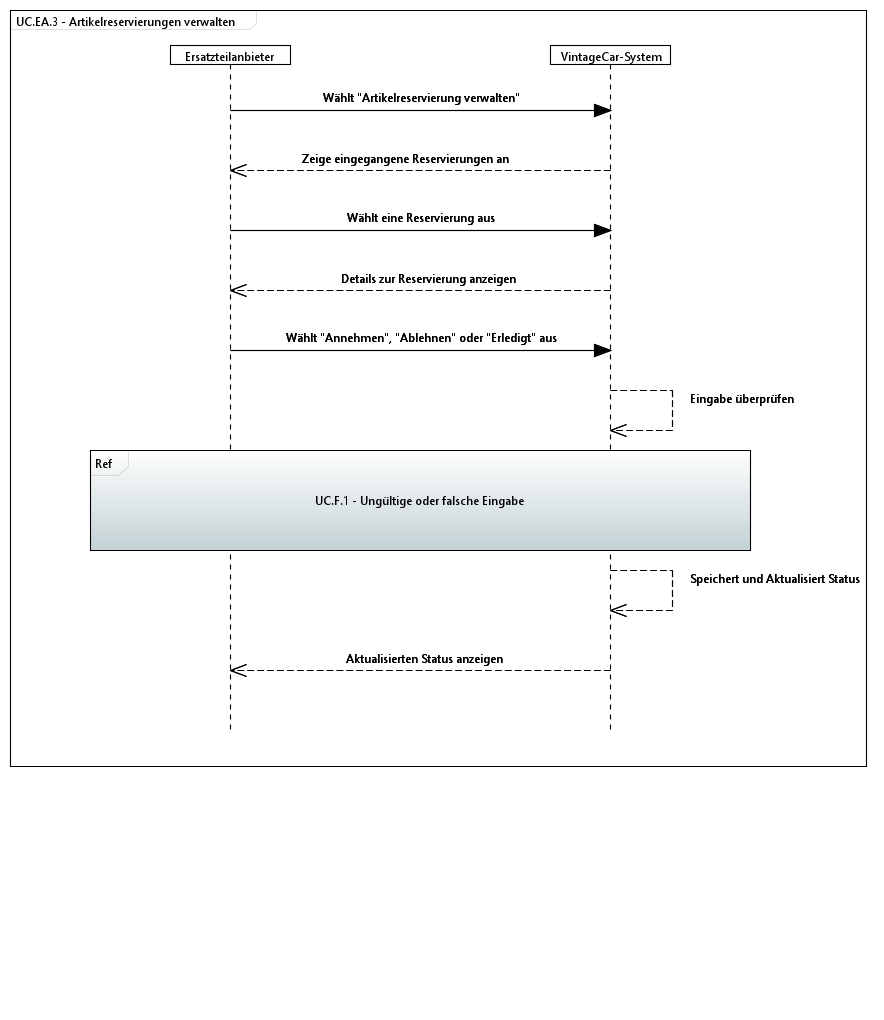 UC.EA.3 - Artikelreservierungen verwalten
Ersatzteilanbieter
VintageCar-System
Wählt "Artikelreservierung verwalten"
Zeige eingegangene Reservierungen an
Wählt eine Reservierung aus
Details zur Reservierung anzeigen
Wählt "Annehmen", "Ablehnen" oder "Erledigt" aus
Eingabe überprüfen
Ref
UC.F.1 - Ungültige oder falsche Eingabe
Speichert und Aktualisiert Status
Aktualisierten Status anzeigen